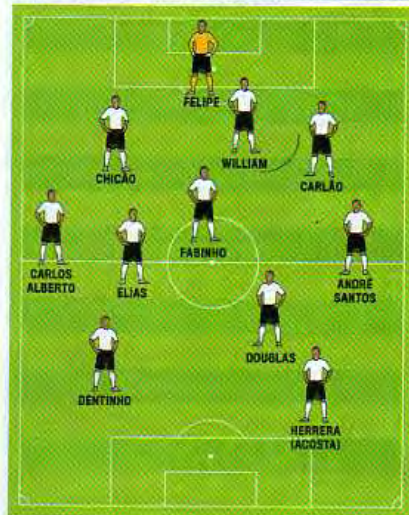 FELIPE
WILLIAM
CHICÃO
CARLÃO
FABINHO
CARLOS
ALBERTO
ELIAS
ANDRÉ
SANTOS
DOUGLAS
DENTINHO
HERRERA
(ACOSTA)